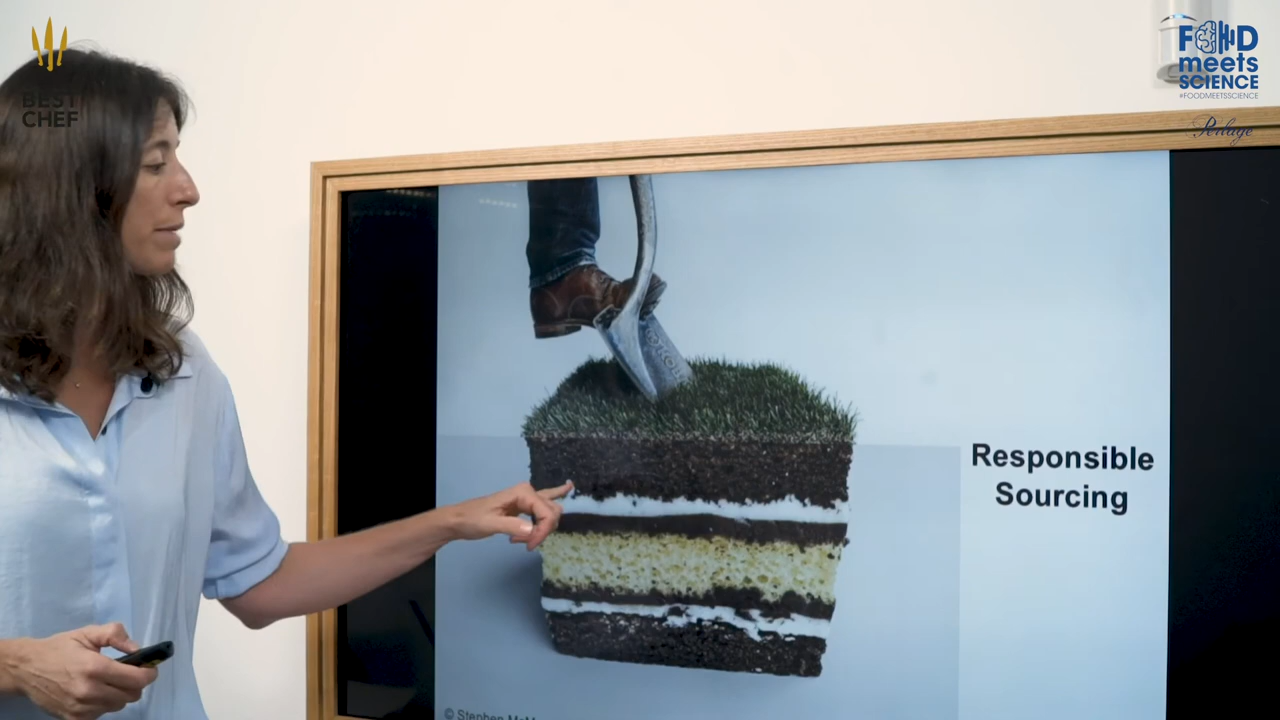 BEST
CHEF
FOOD
meets
SCIENCE
#FOODMEETSSCIENCE
Perlage
Responsible
Sourcing
© Stephen